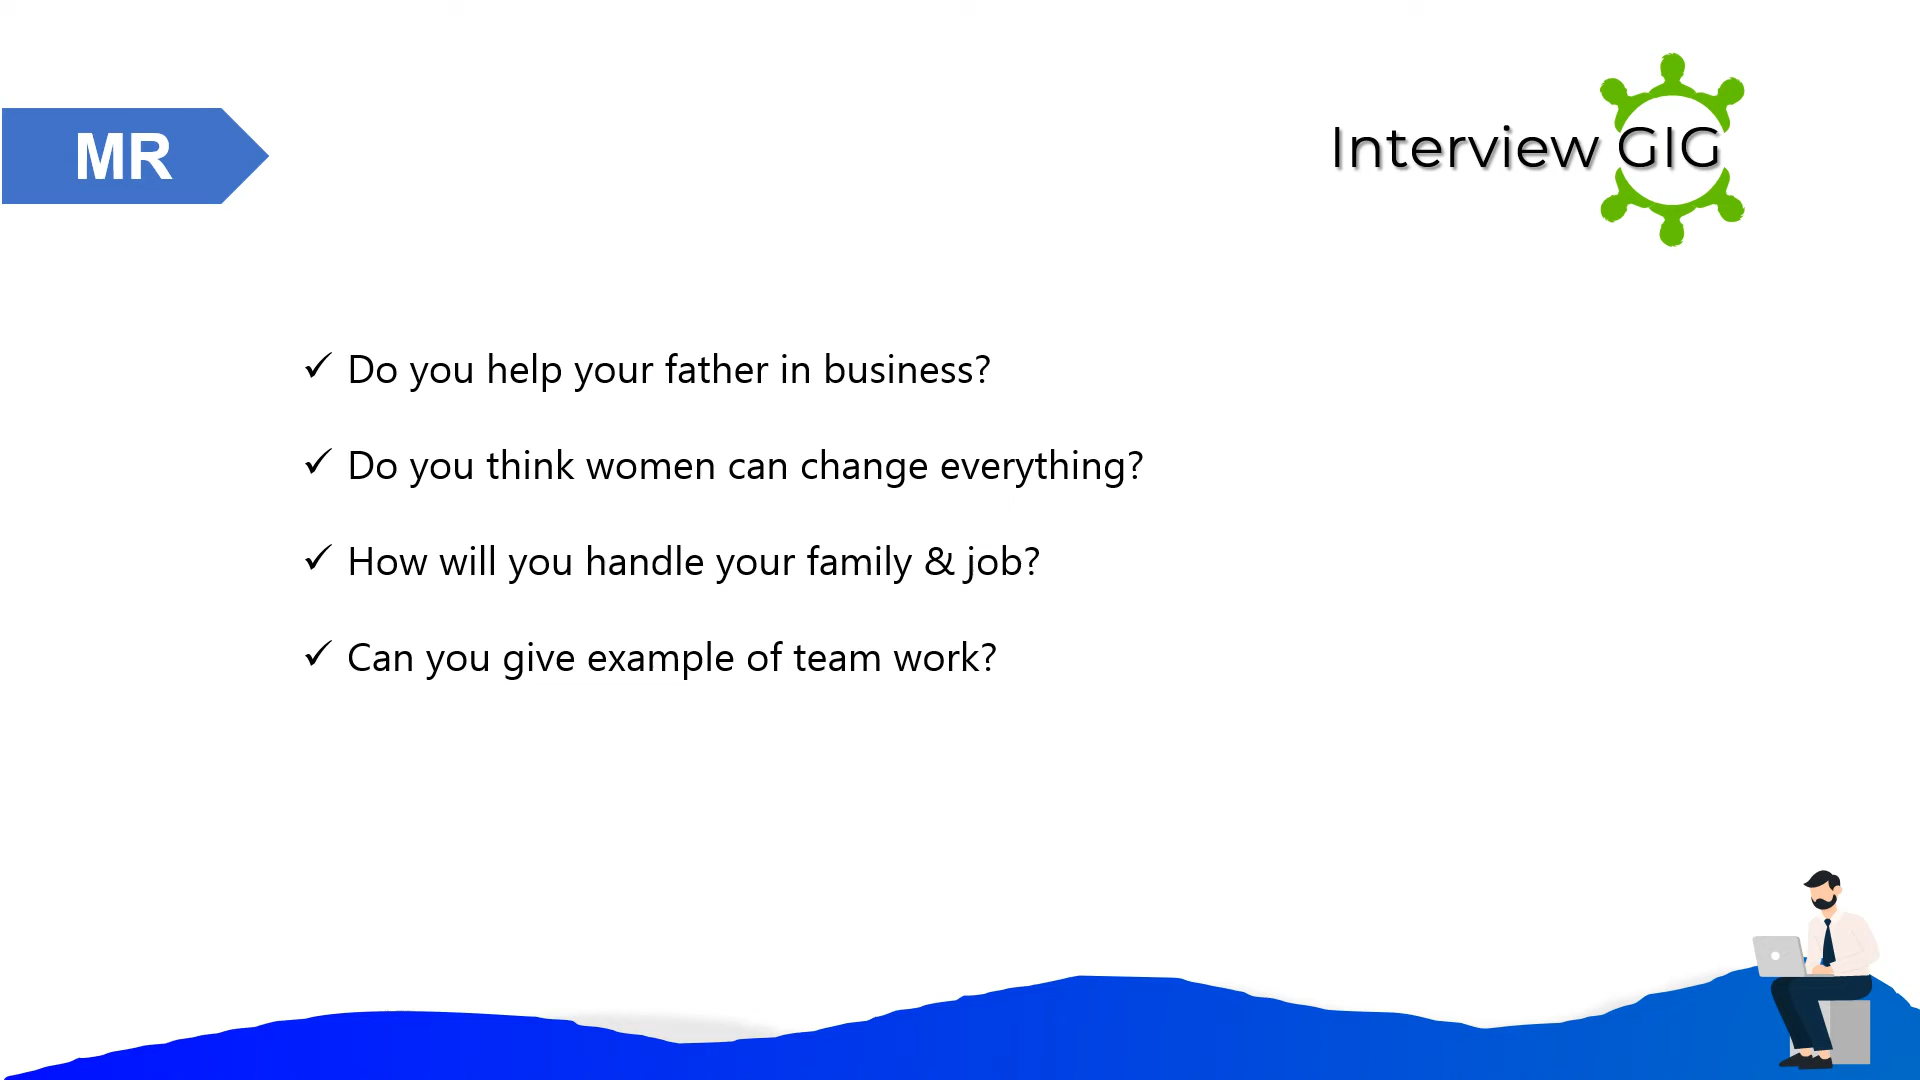 MR
Interview GIG
✓ Do you help your father in business?
✓ Do you think women can change everything?
✓ How will you handle your family & job?
✓ Can you give example of team work?